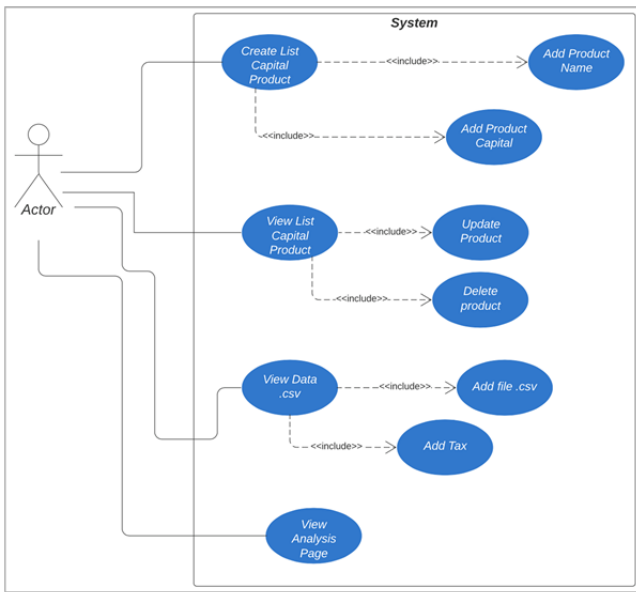 System
Create List
Capital
Product
<<include>>
Add Product
Name
<<include>>
Add Product
Capital
Actor
View List
Capital
Product
<<include>>
Update
Product
<<include>>
Delete
product
View Data
.csv
<<include>>
Add file .csv
<<include>>
Add Tax
View
Analysis
Page